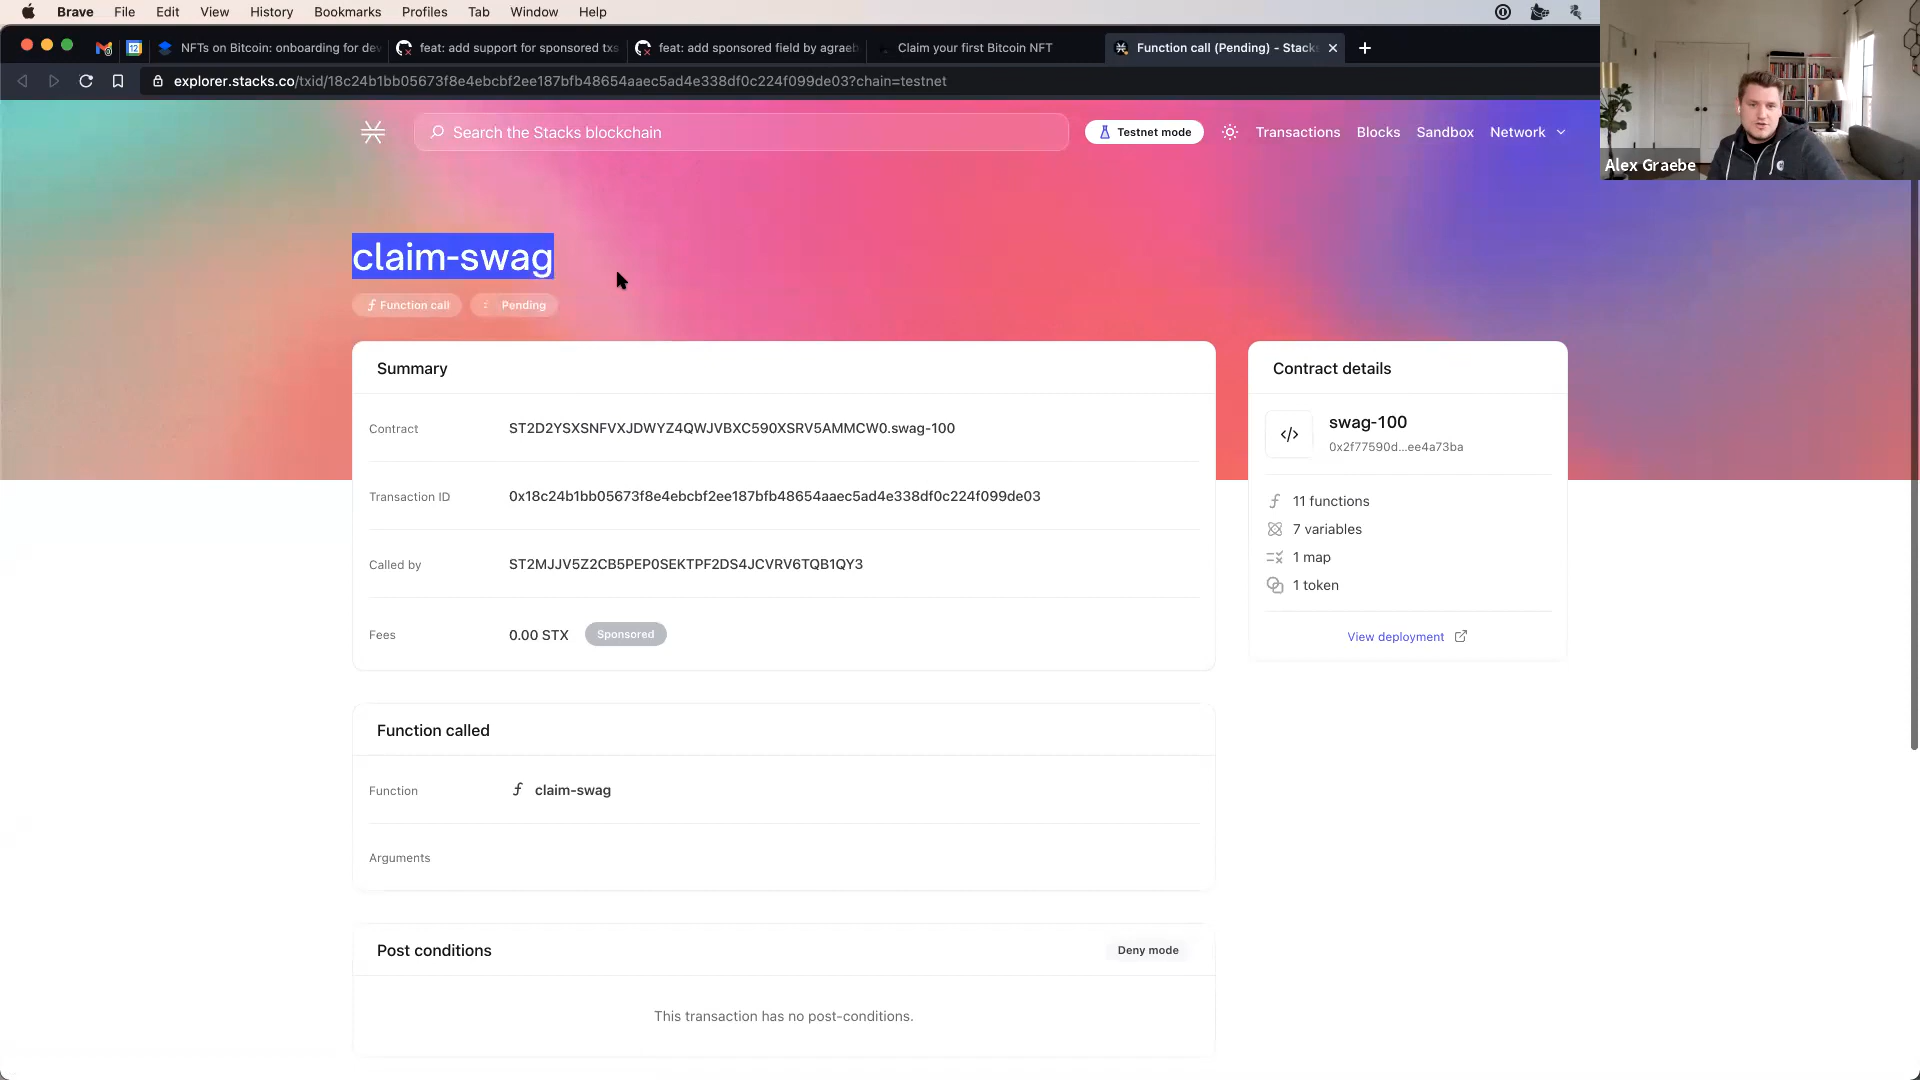 Brave File Edit View History Bookmarks Profiles Tab Window Help
12 NFTs on Bitcoin: onboarding for dev feat: add support for sponsored txs feat: add sponsored field by agraeb Claim your first Bitcoin NFT Function call (Pending) - Stacks
explorer.stacks.co/txid/18c24b1bb05673f8e4ebcbf2ee187bfb48654aaec5ad4e338df0c224f099de03?chain=testnet
Search the Stacks blockchain Testnet mode Transactions Blocks Sandbox Network
Alex Graebe
claim-swag
Function call Pending
Summary
Contract ST2D2YSXSNFVXJDWYZ4QWJVBXC590XSRV5AMMCW0.swag-100
Transaction ID 0x18c24b1bb05673f8e4ebcbf2ee187bfb48654aaec5ad4e338df0c224f099de03
Called by ST2MJJV5Z2CB5PEP0SEKTPF2DS4JCVRV6TQB1QY3
Fees 0.00 STX Sponsored
Contract details
swag-100
0x2f77590d...ee4a73ba
11 functions
7 variables
1 map
1 token
View deployment
Function called
Function claim-swag
Arguments
Post conditions Deny mode
This transaction has no post-conditions.